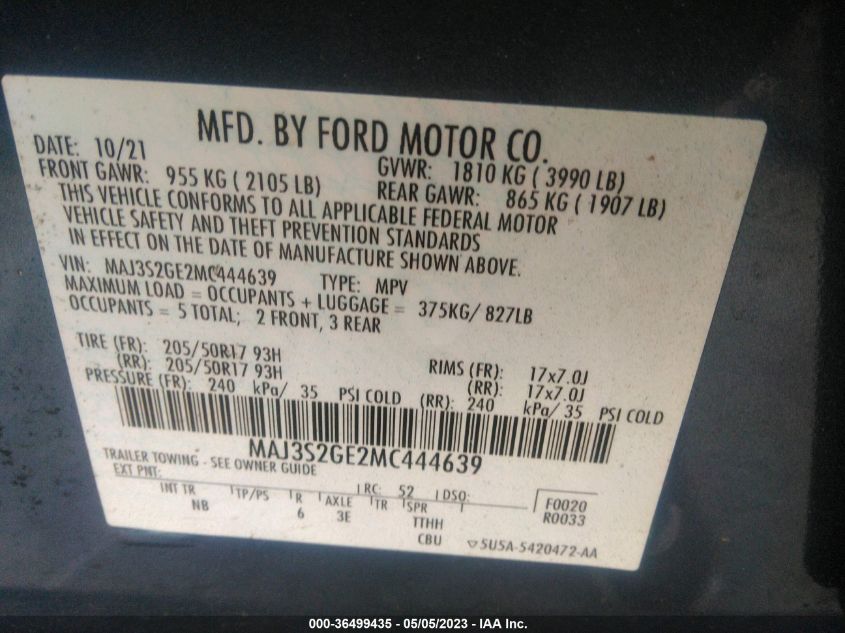 MFD. BY FORD MOTOR CO.
DATE: 10/21 GVWR: 1810 KG ( 3990 LB)
FRONT GAWR: 955 KG ( 2105 LB) REAR GAWR: 865 KG ( 1907 LB)
THIS VEHICLE CONFORMS TO ALL APPLICABLE FEDERAL MOTOR
VEHICLE SAFETY AND THEFT PREVENTION STANDARDS
IN EFFECT ON THE DATE OF MANUFACTURE SHOWN ABOVE.
VIN: MAJ3S2GE2MC444639 TYPE: MPV
MAXIMUM LOAD = OCCUPANTS + LUGGAGE = 375KG/ 827LB
OCCUPANTS = 5 TOTAL; 2 FRONT, 3 REAR
TIRE (FR): 205/50R17 93H RIMS (FR): 17x7.0J
(RR): 205/50R17 93H (RR): 17x7.0J
PRESSURE (FR): 240 kPa/ 35 PSI COLD (RR): 240 kPa/ 35 PSI COLD
MAJ3S2GE2MC444639
TRAILER TOWING - SEE OWNER GUIDE
EXT PNT: RC: 52 DSO: F0020
INT TR TP/PS R AXLE TR SPR R0033
NB 6 3E TTHH
CBU ▽5U5A-5420472-AA
000-36499435 - 05/05/2023 - IAA Inc.